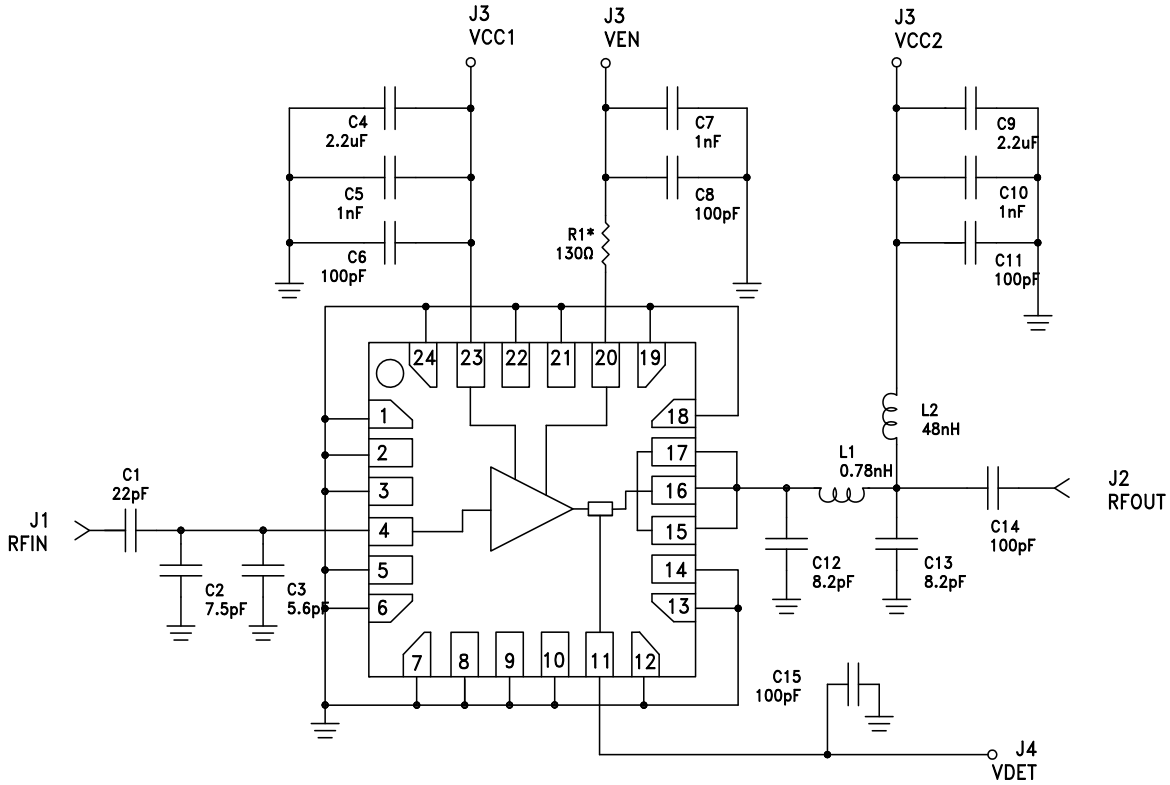 J3
VCC1
J3
VEN
J3
VCC2
C4
2.2uF
C5
1nF
C6
100pF
C7
1nF
C8
100pF
R1*
130Ω
C9
2.2uF
C10
1nF
C11
100pF
24
23
22
21
20
19
1
2
3
4
5
6
18
17
16
15
14
13
7
8
9
10
11
12
L2
48nH
L1
0.78nH
C1
22pF
J1
RFIN
C2
7.5pF
C3
5.6pF
J2
RFOUT
C14
100pF
C12
8.2pF
C13
8.2pF
C15
100pF
J4
VDET